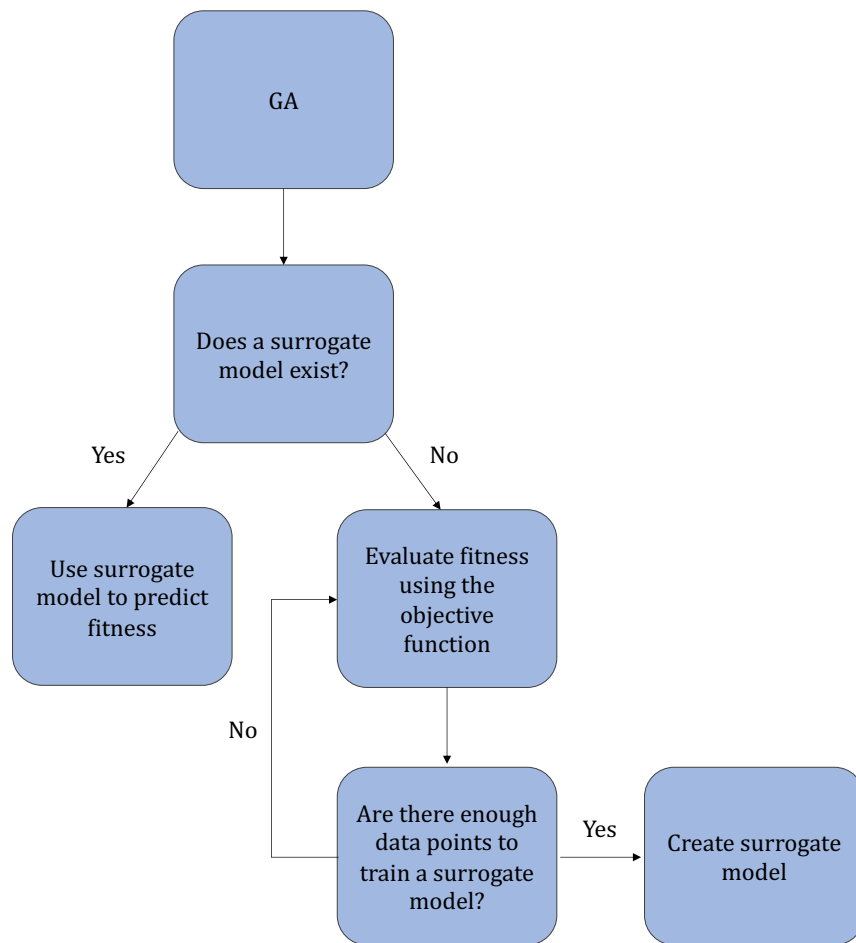 GA
Does a surrogate
model exist?
Yes
No
Use surrogate
model to predict
fitness
Evaluate fitness
using the
objective
function
No
Are there enough
data points to
train a surrogate
model?
Yes
Create surrogate
model